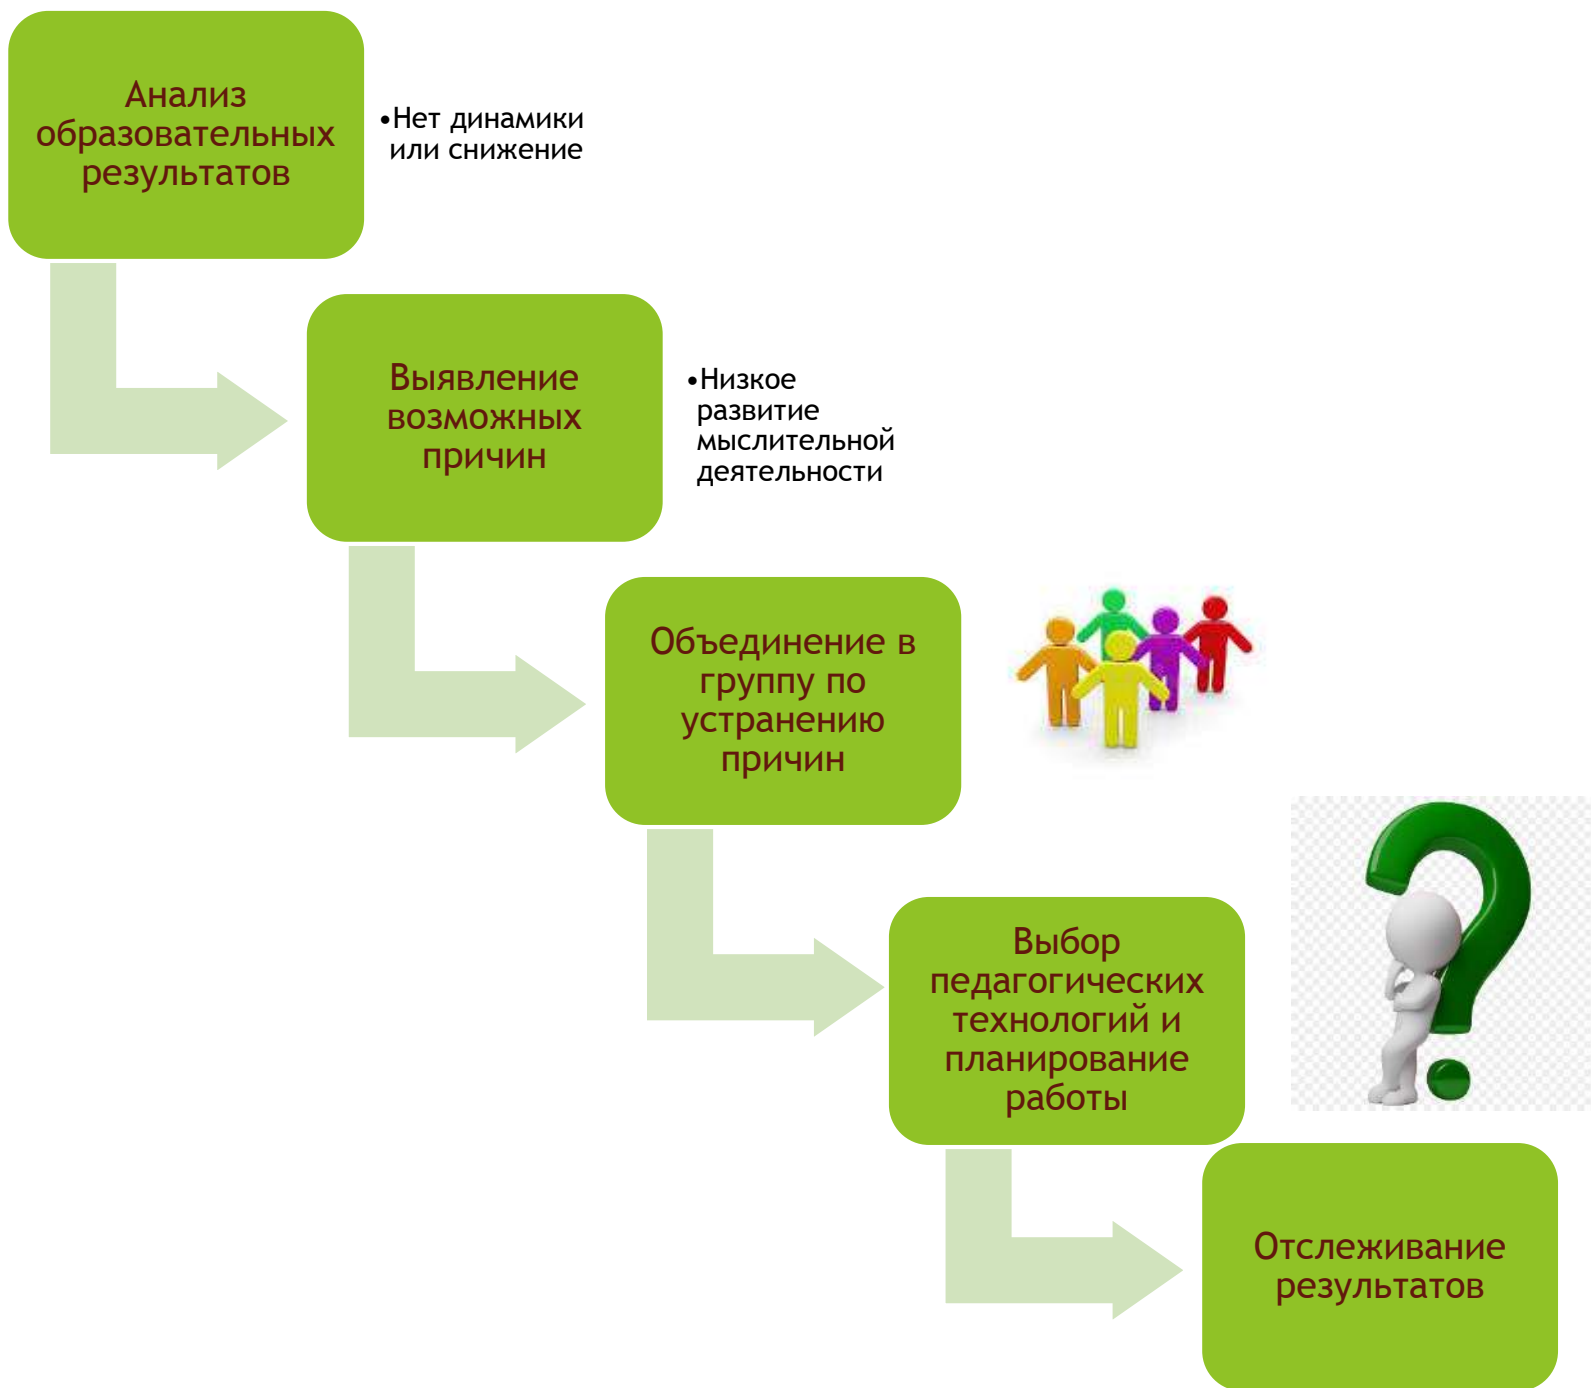 Анализ
образовательных
результатов
•Нет динамики
или снижение
Выявление
возможных
причин
•Низкое
развитие
мыслительной
деятельности
Объединение в
группу по
устранению
причин
Выбор
педагогических
технологий и
планирование
работы
Отслеживание
результатов